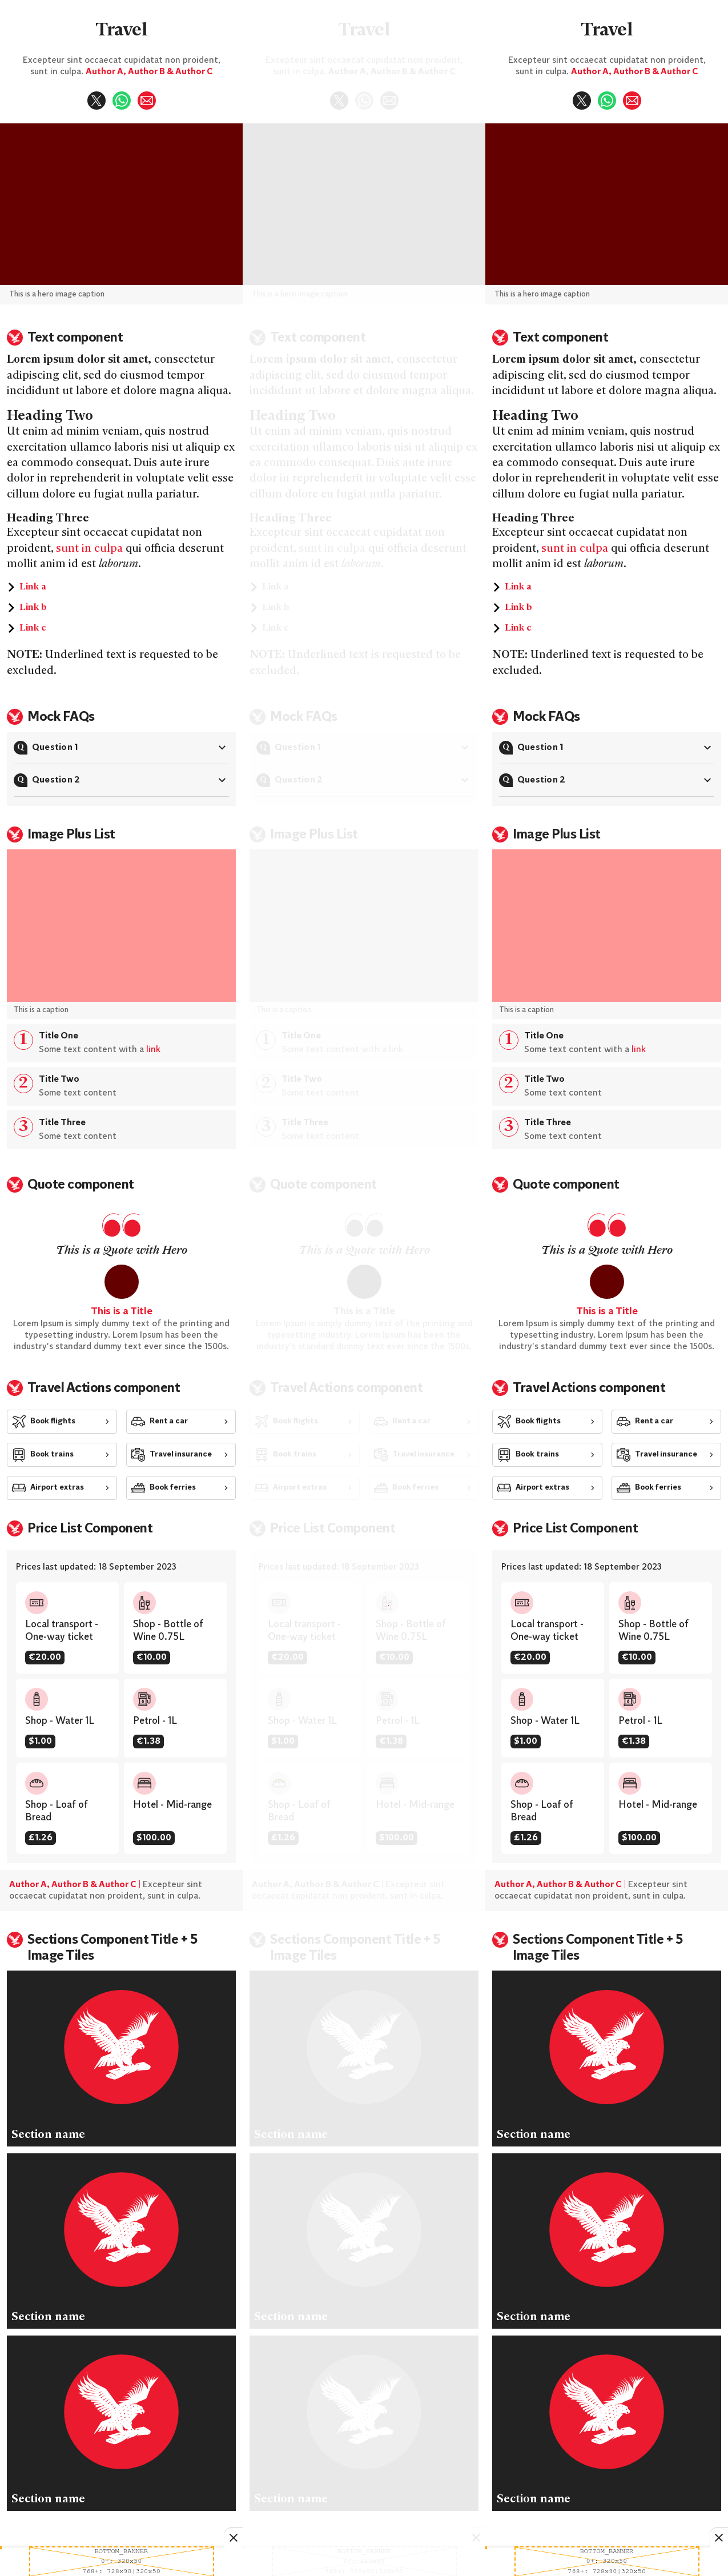 Travel
Excepteur sint occaecat cupidatat non proident,
sunt in culpa. Author A, Author B & Author C
This is a hero image caption
Text component
Lorem ipsum dolor sit amet, consectetur
adipiscing elit, sed do eiusmod tempor
incididunt ut labore et dolore magna aliqua.
Heading Two
Ut enim ad minim veniam, quis nostrud
exercitation ullamco laboris nisi ut aliquip ex
ea commodo consequat. Duis aute irure
dolor in reprehenderit in voluptate velit esse
cillum dolore eu fugiat nulla pariatur.
Heading Three
Excepteur sint occaecat cupidatat non
proident, sunt in culpa qui officia deserunt
mollit anim id est laborum.
Link a
Link b
Link c
NOTE: Underlined text is requested to be
excluded.
Mock FAQs
Q Question 1
Q Question 2
Image Plus List
This is a caption
1 Title One
Some text content with a link
2 Title Two
Some text content
3 Title Three
Some text content
Quote component
This is a Quote with Hero
This is a Title
Lorem Ipsum is simply dummy text of the printing and
typesetting industry. Lorem Ipsum has been the
industry's standard dummy text ever since the 1500s.
Travel Actions component
Book flights Rent a car
Book trains Travel insurance
Airport extras Book ferries
Price List Component
Prices last updated: 18 September 2023
Local transport - Shop - Bottle of
One-way ticket Wine 0.75L
€20.00 €10.00
Shop - Water 1L Petrol - 1L
$1.00 €1.38
Shop - Loaf of Hotel - Mid-range
Bread
£1.26 $100.00
Author A, Author B & Author C | Excepteur sint
occaecat cupidatat non proident, sunt in culpa.
Sections Component Title + 5
Image Tiles
Section name
Section name
Section name
BOTTOM_BANNER
0+: 320x50
768+: 728x90|320x50
Travel
Excepteur sint occaecat cupidatat non proident,
sunt in culpa. Author A, Author B & Author C
This is a hero image caption
Text component
Lorem ipsum dolor sit amet, consectetur
adipiscing elit, sed do eiusmod tempor
incididunt ut labore et dolore magna aliqua.
Heading Two
Ut enim ad minim veniam, quis nostrud
exercitation ullamco laboris nisi ut aliquip ex
ea commodo consequat. Duis aute irure
dolor in reprehenderit in voluptate velit esse
cillum dolore eu fugiat nulla pariatur.
Heading Three
Excepteur sint occaecat cupidatat non
proident, sunt in culpa qui officia deserunt
mollit anim id est laborum.
Link a
Link b
Link c
NOTE: Underlined text is requested to be
excluded.
Mock FAQs
Q Question 1
Q Question 2
Image Plus List
This is a caption
1 Title One
Some text content with a link
2 Title Two
Some text content
3 Title Three
Some text content
Quote component
This is a Quote with Hero
This is a Title
Lorem Ipsum is simply dummy text of the printing and
typesetting industry. Lorem Ipsum has been the
industry's standard dummy text ever since the 1500s.
Travel Actions component
Book flights Rent a car
Book trains Travel insurance
Airport extras Book ferries
Price List Component
Prices last updated: 18 September 2023
Local transport - Shop - Bottle of
One-way ticket Wine 0.75L
€20.00 €10.00
Shop - Water 1L Petrol - 1L
$1.00 €1.38
Shop - Loaf of Hotel - Mid-range
Bread
£1.26 $100.00
Author A, Author B & Author C | Excepteur sint
occaecat cupidatat non proident, sunt in culpa.
Sections Component Title + 5
Image Tiles
Section name
Section name
Section name
Travel
Excepteur sint occaecat cupidatat non proident,
sunt in culpa. Author A, Author B & Author C
This is a hero image caption
Text component
Lorem ipsum dolor sit amet, consectetur
adipiscing elit, sed do eiusmod tempor
incididunt ut labore et dolore magna aliqua.
Heading Two
Ut enim ad minim veniam, quis nostrud
exercitation ullamco laboris nisi ut aliquip ex
ea commodo consequat. Duis aute irure
dolor in reprehenderit in voluptate velit esse
cillum dolore eu fugiat nulla pariatur.
Heading Three
Excepteur sint occaecat cupidatat non
proident, sunt in culpa qui officia deserunt
mollit anim id est laborum.
Link a
Link b
Link c
NOTE: Underlined text is requested to be
excluded.
Mock FAQs
Q Question 1
Q Question 2
Image Plus List
This is a caption
1 Title One
Some text content with a link
2 Title Two
Some text content
3 Title Three
Some text content
Quote component
This is a Quote with Hero
This is a Title
Lorem Ipsum is simply dummy text of the printing and
typesetting industry. Lorem Ipsum has been the
industry's standard dummy text ever since the 1500s.
Travel Actions component
Book flights Rent a car
Book trains Travel insurance
Airport extras Book ferries
Price List Component
Prices last updated: 18 September 2023
Local transport - Shop - Bottle of
One-way ticket Wine 0.75L
€20.00 €10.00
Shop - Water 1L Petrol - 1L
$1.00 €1.38
Shop - Loaf of Hotel - Mid-range
Bread
£1.26 $100.00
Author A, Author B & Author C | Excepteur sint
occaecat cupidatat non proident, sunt in culpa.
Sections Component Title + 5
Image Tiles
Section name
Section name
Section name
BOTTOM_BANNER
0+: 320x50
768+: 728x90|320x50